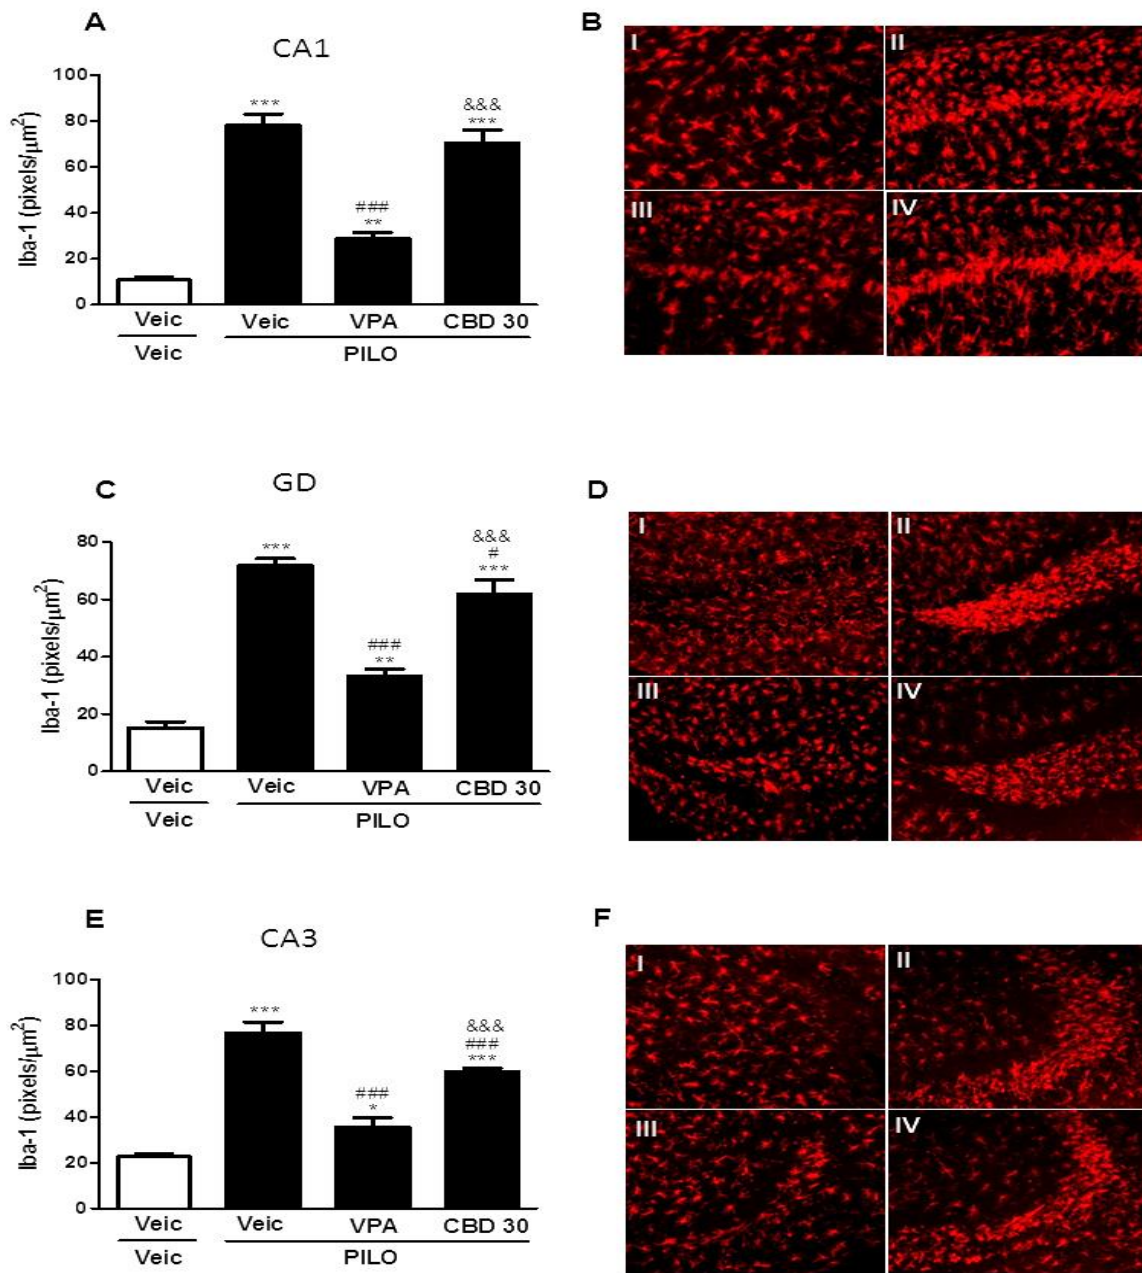 A
CA1
B
Iba-1 (pixels/μm²)
100
80
60
40
20
0
***
###
**
&&&
***
Veic
Veic
VPA
CBD 30
Veic
PILO
I
II
III
IV
C
GD
D
Iba-1 (pixels/μm²)
80
60
40
20
0
***
###
**
&&&
#
***
Veic
Veic
VPA
CBD 30
Veic
PILO
I
II
III
IV
E
CA3
F
Iba-1 (pixels/μm²)
100
80
60
40
20
0
***
###
*
&&&
###
***
Veic
Veic
VPA
CBD 30
Veic
PILO
I
II
III
IV